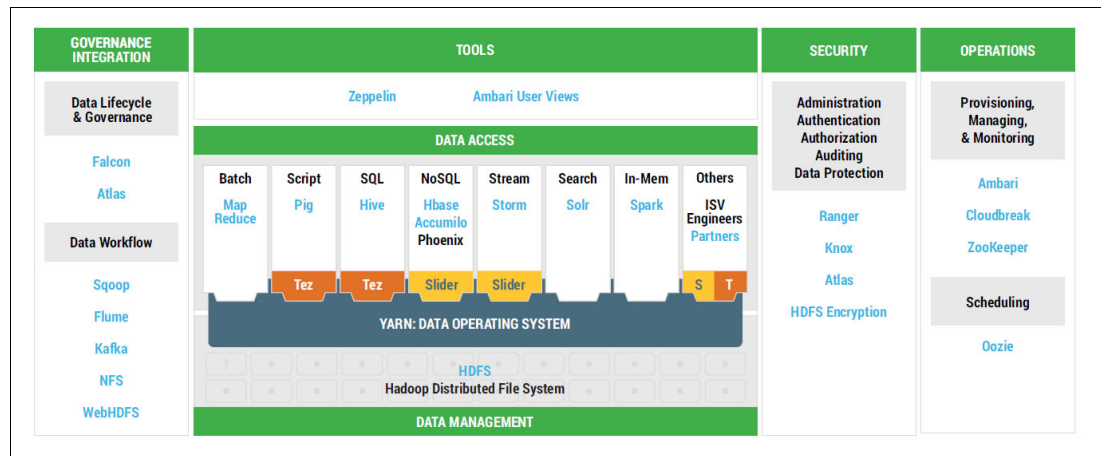 GOVERNANCE
INTEGRATION
Data Lifecycle
& Governance
Falcon
Atlas
Data Workflow
Sqoop
Flume
Kafka
NFS
WebHDFS
TOOLS
Zeppelin
Ambari User Views
DATA ACCESS
Batch
Map
Reduce
Script
Pig
Tez
SQL
Hive
Tez
NoSQL
Hbase
Accumilo
Phoenix
Slider
Stream
Storm
Slider
Search
Solr
In-Mem
Spark
Others
ISV
Engineers
Partners
S T
YARN: DATA OPERATING SYSTEM
1
HDFS
Hadoop Distributed File System
DATA MANAGEMENT
SECURITY
Administration
Authentication
Authorization
Auditing
Data Protection
Ranger
Knox
Atlas
HDFS Encryption
OPERATIONS
Provisioning,
Managing,
& Monitoring
Ambari
Cloudbreak
ZooKeeper
Scheduling
Oozie